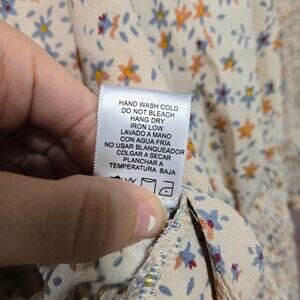 HAND WASH COLD
DO NOT BLEACH
HANG DRY
IRON LOW
LAVADO A MANO
CON AGUA FRÍA
NO USAR BLANQUEADOR
COLGAR A SECAR
PLANCHAR A
TEMPERATURA BAJA